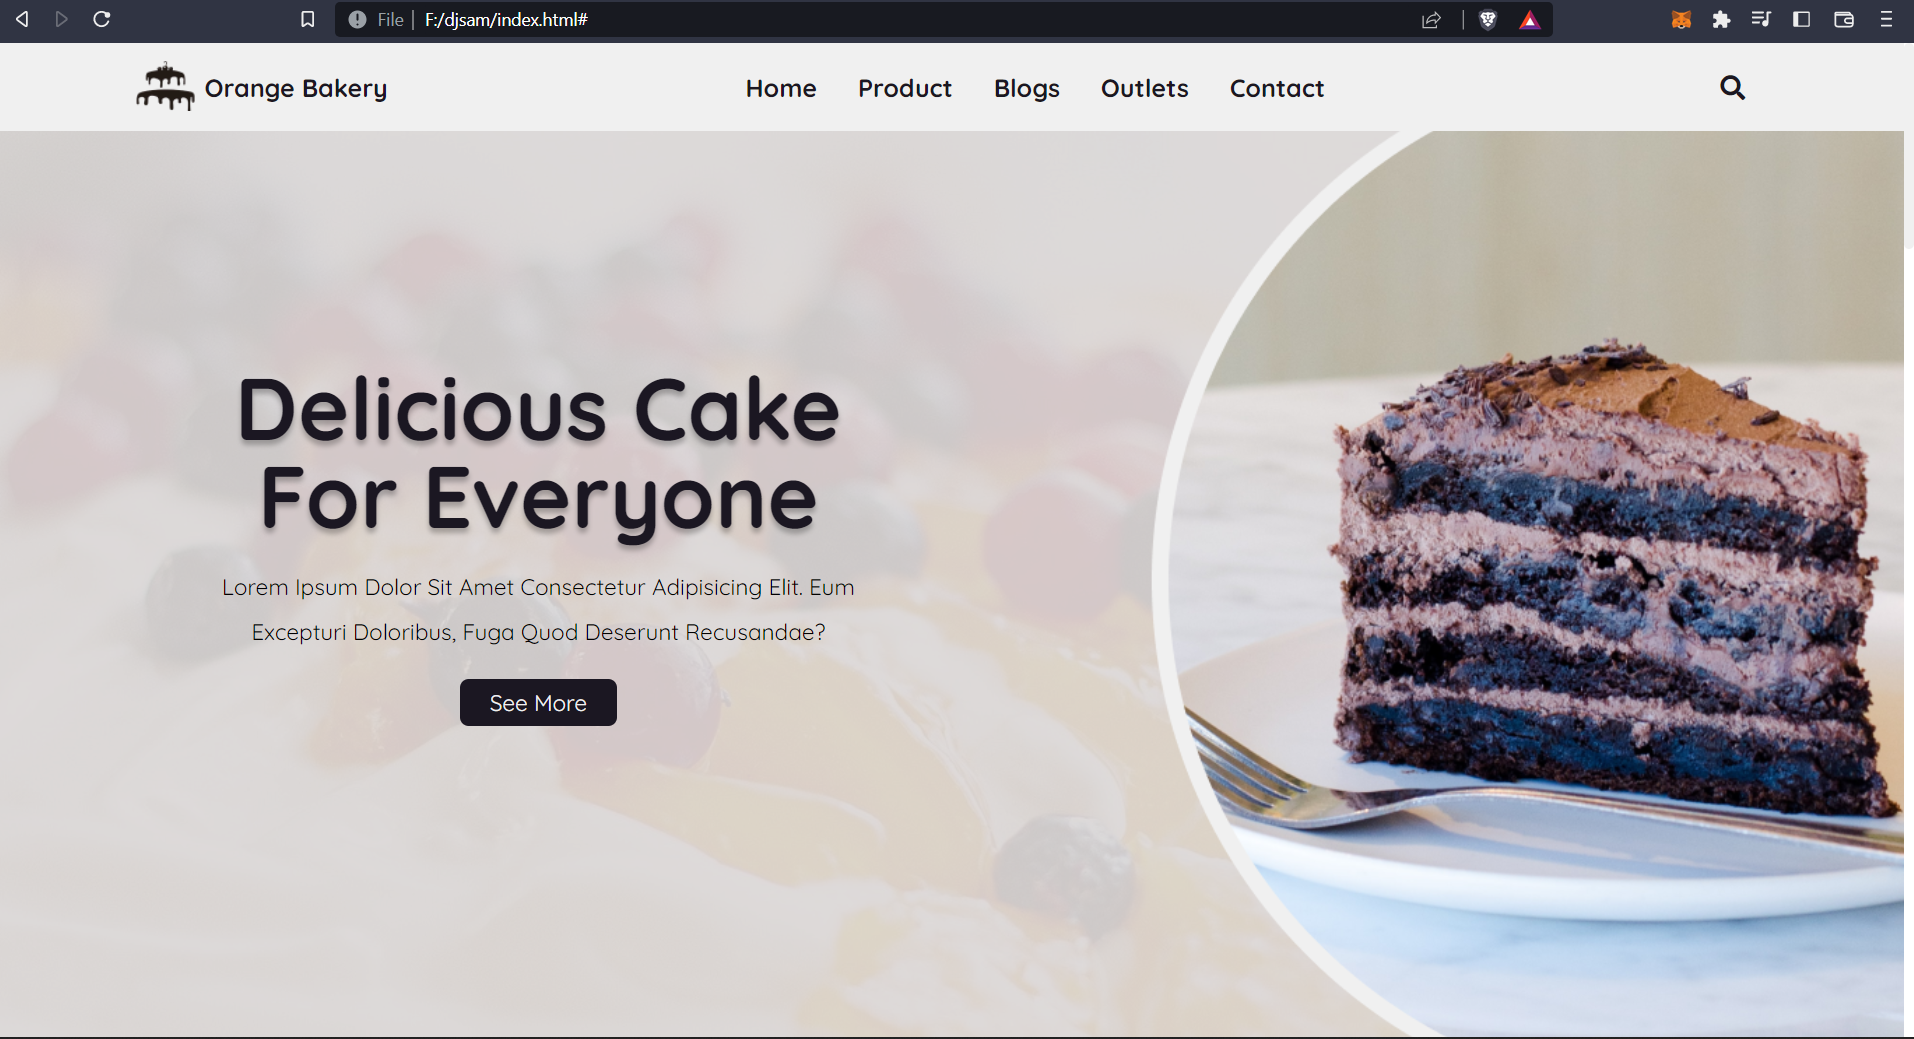 File | F:/djsam/index.html#
Orange Bakery
Home Product Blogs Outlets Contact
Delicious Cake
For Everyone
Lorem Ipsum Dolor Sit Amet Consectetur Adipisicing Elit. Eum
Excepturi Doloribus, Fuga Quod Deserunt Recusandae?
See More